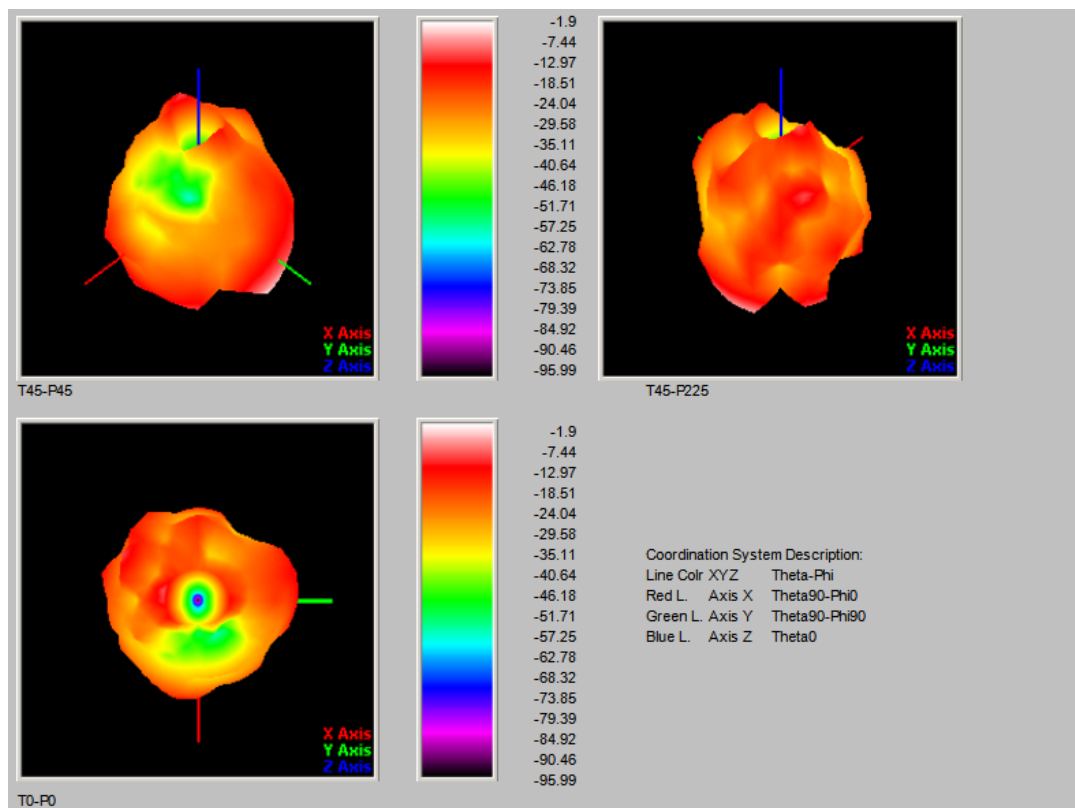 -1.9
-7.44
-12.97
-18.51
-24.04
-29.58
-35.11
-40.64
-46.18
-51.71
-57.25
-62.78
-68.32
-73.85
-79.39
-84.92
-90.46
-95.99
X Axis
Y Axis
Z Axis
X Axis
Y Axis
Z Axis
T45-P45
T45-P225
-1.9
-7.44
-12.97
-18.51
-24.04
-29.58
-35.11
-40.64
-46.18
-51.71
-57.25
-62.78
-68.32
-73.85
-79.39
-84.92
-90.46
-95.99
Coordination System Description:
Line Colr XYZ Theta-Phi
Red L. Axis X Theta90-Phi0
Green L. Axis Y Theta90-Phi90
Blue L. Axis Z Theta0
X Axis
Y Axis
Z Axis
T0-P0